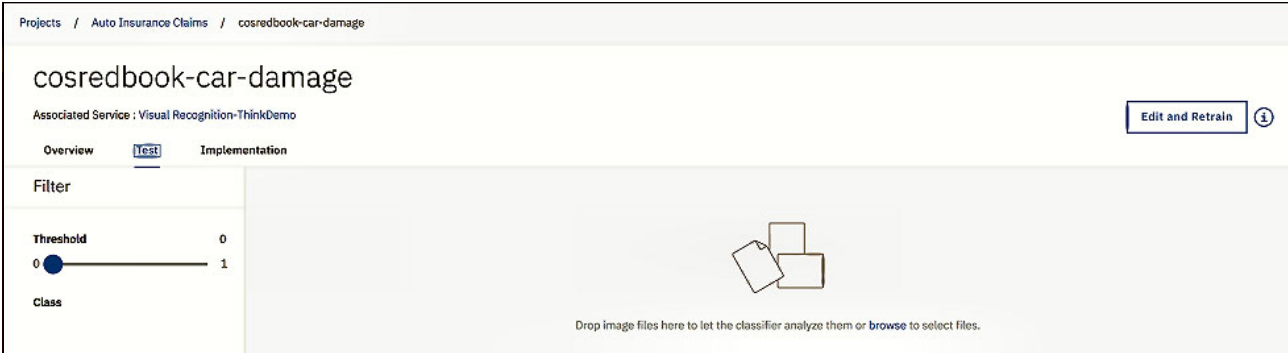 Projects / Auto Insurance Claims / cosredbook-car-damage
cosredbook-car-damage
Associated Service : Visual Recognition-ThinkDemo
Edit and Retrain
Overview Test Implementation
Filter
Threshold 0
0 1
Class
Drop image files here to let the classifier analyze them or browse to select files.